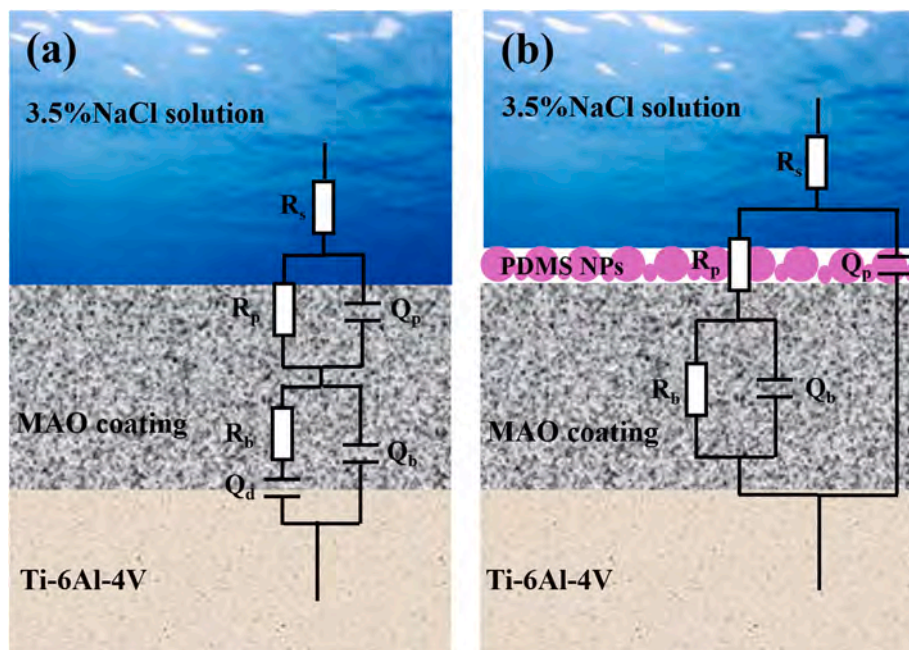 (a)
3.5%NaCl solution
Rs
Rp
Qp
MAO coating
Rb
Qb
Qd
Ti-6Al-4V
(b)
3.5%NaCl solution
Rs
PDMS NPs
Rp
Qp
Rb
Qb
MAO coating
Ti-6Al-4V